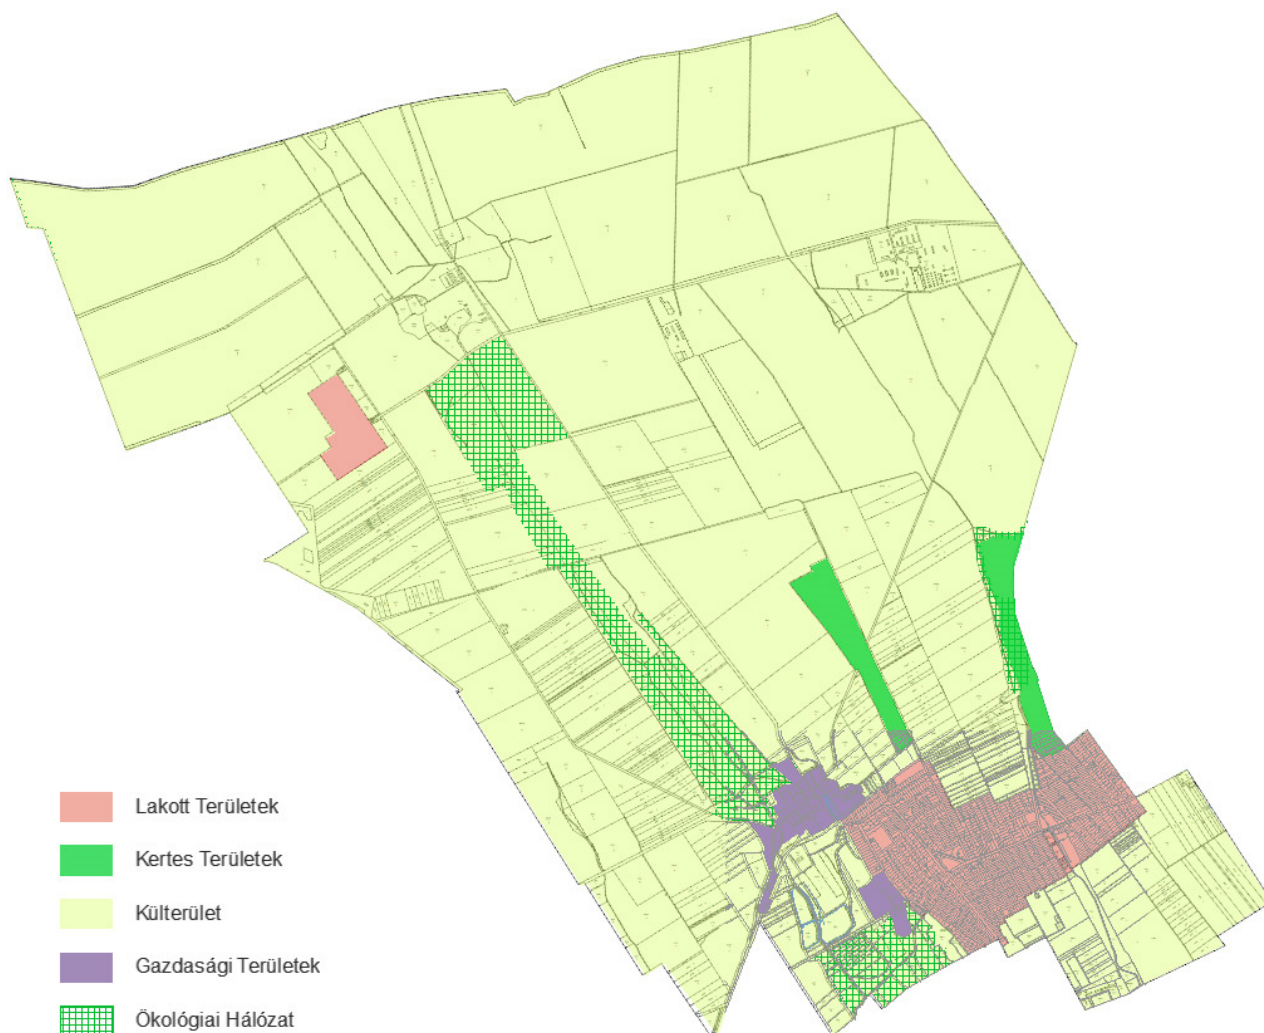 Lakott Területek
Kertes Területek
Külterület
Gazdasági Területek
Ökológiai Hálózat